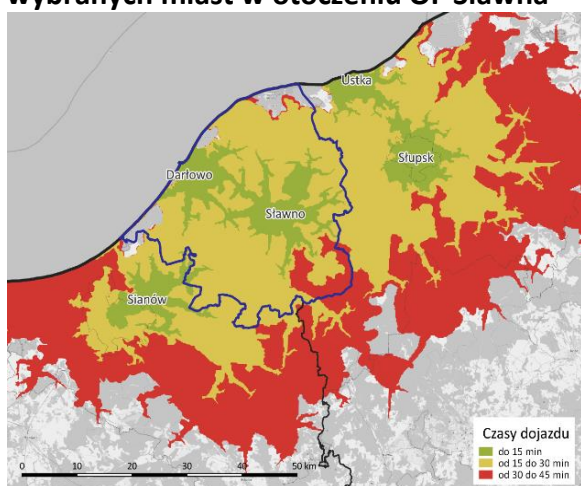 wybranych miast w otoczeniu OF Sławna
Ustka
Słupsk
Darłowo
Sławno
Sianów
Czasy dojazdu
do 15 min
od 15 do 30 min
od 30 do 45 min
0 10 20 30 40 50 km